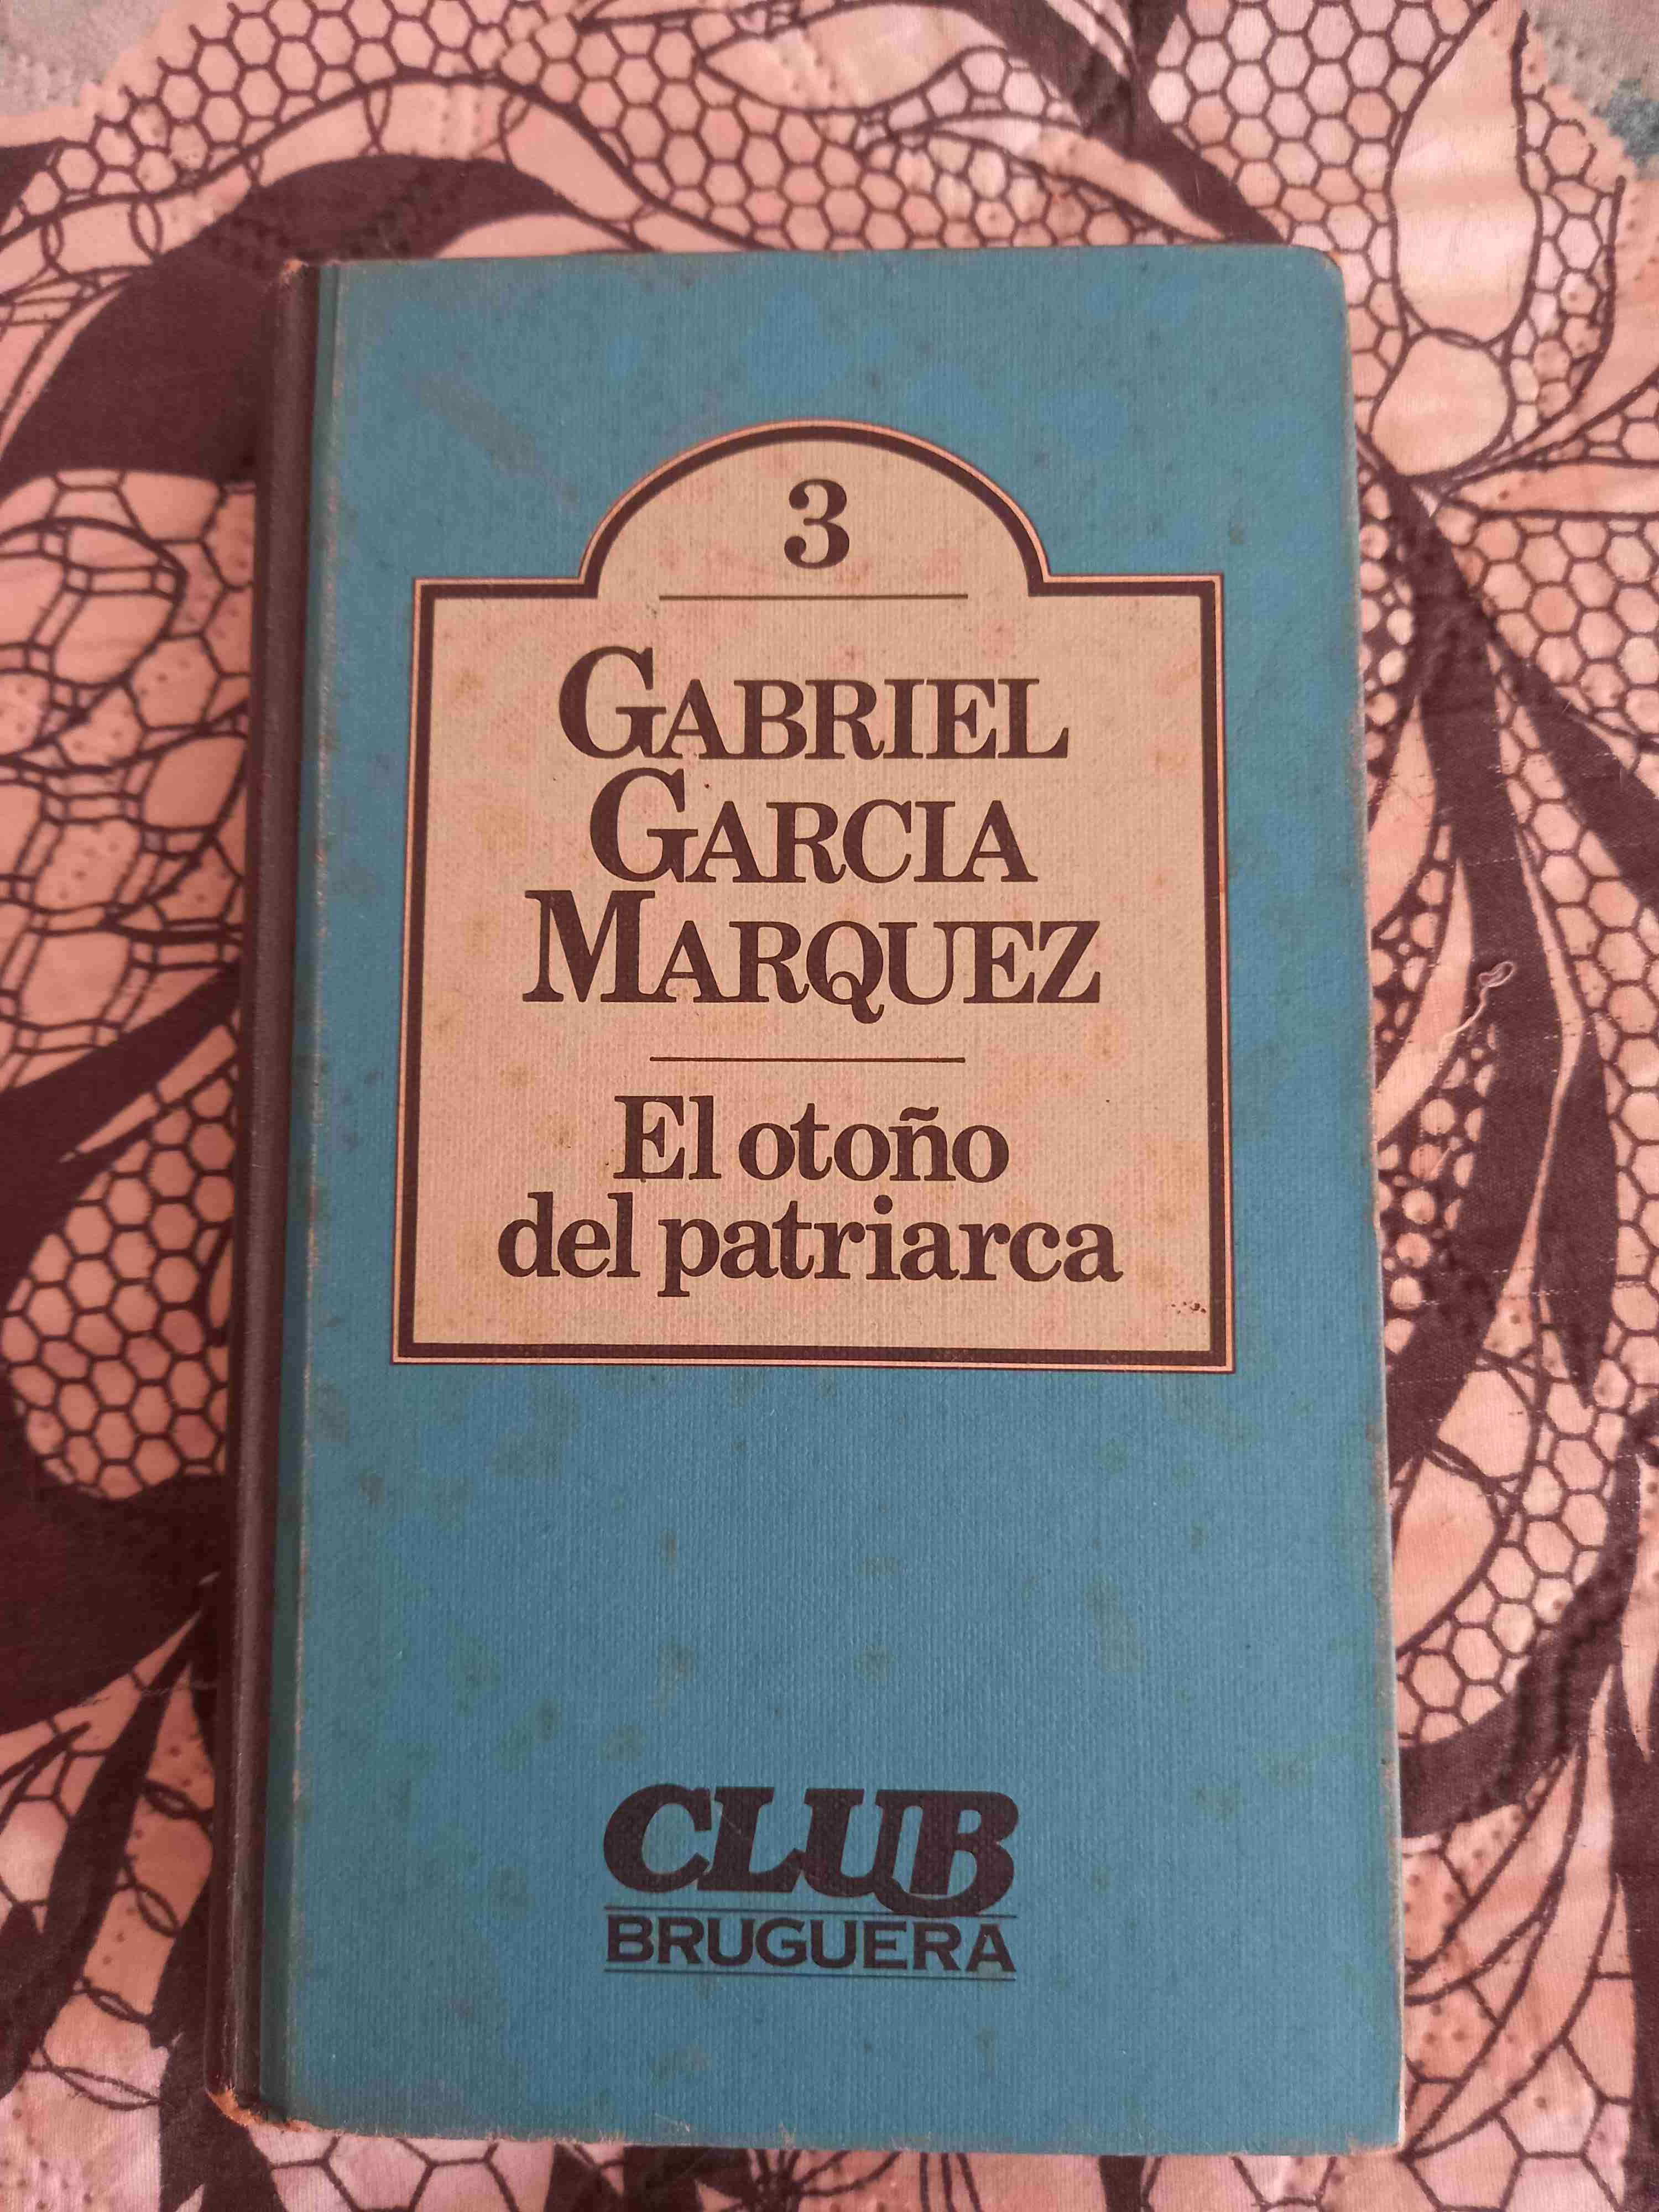 3
GABRIEL
GARCIA
MARQUEZ
El otoño
del patriarca
CLUB
BRUGUERA